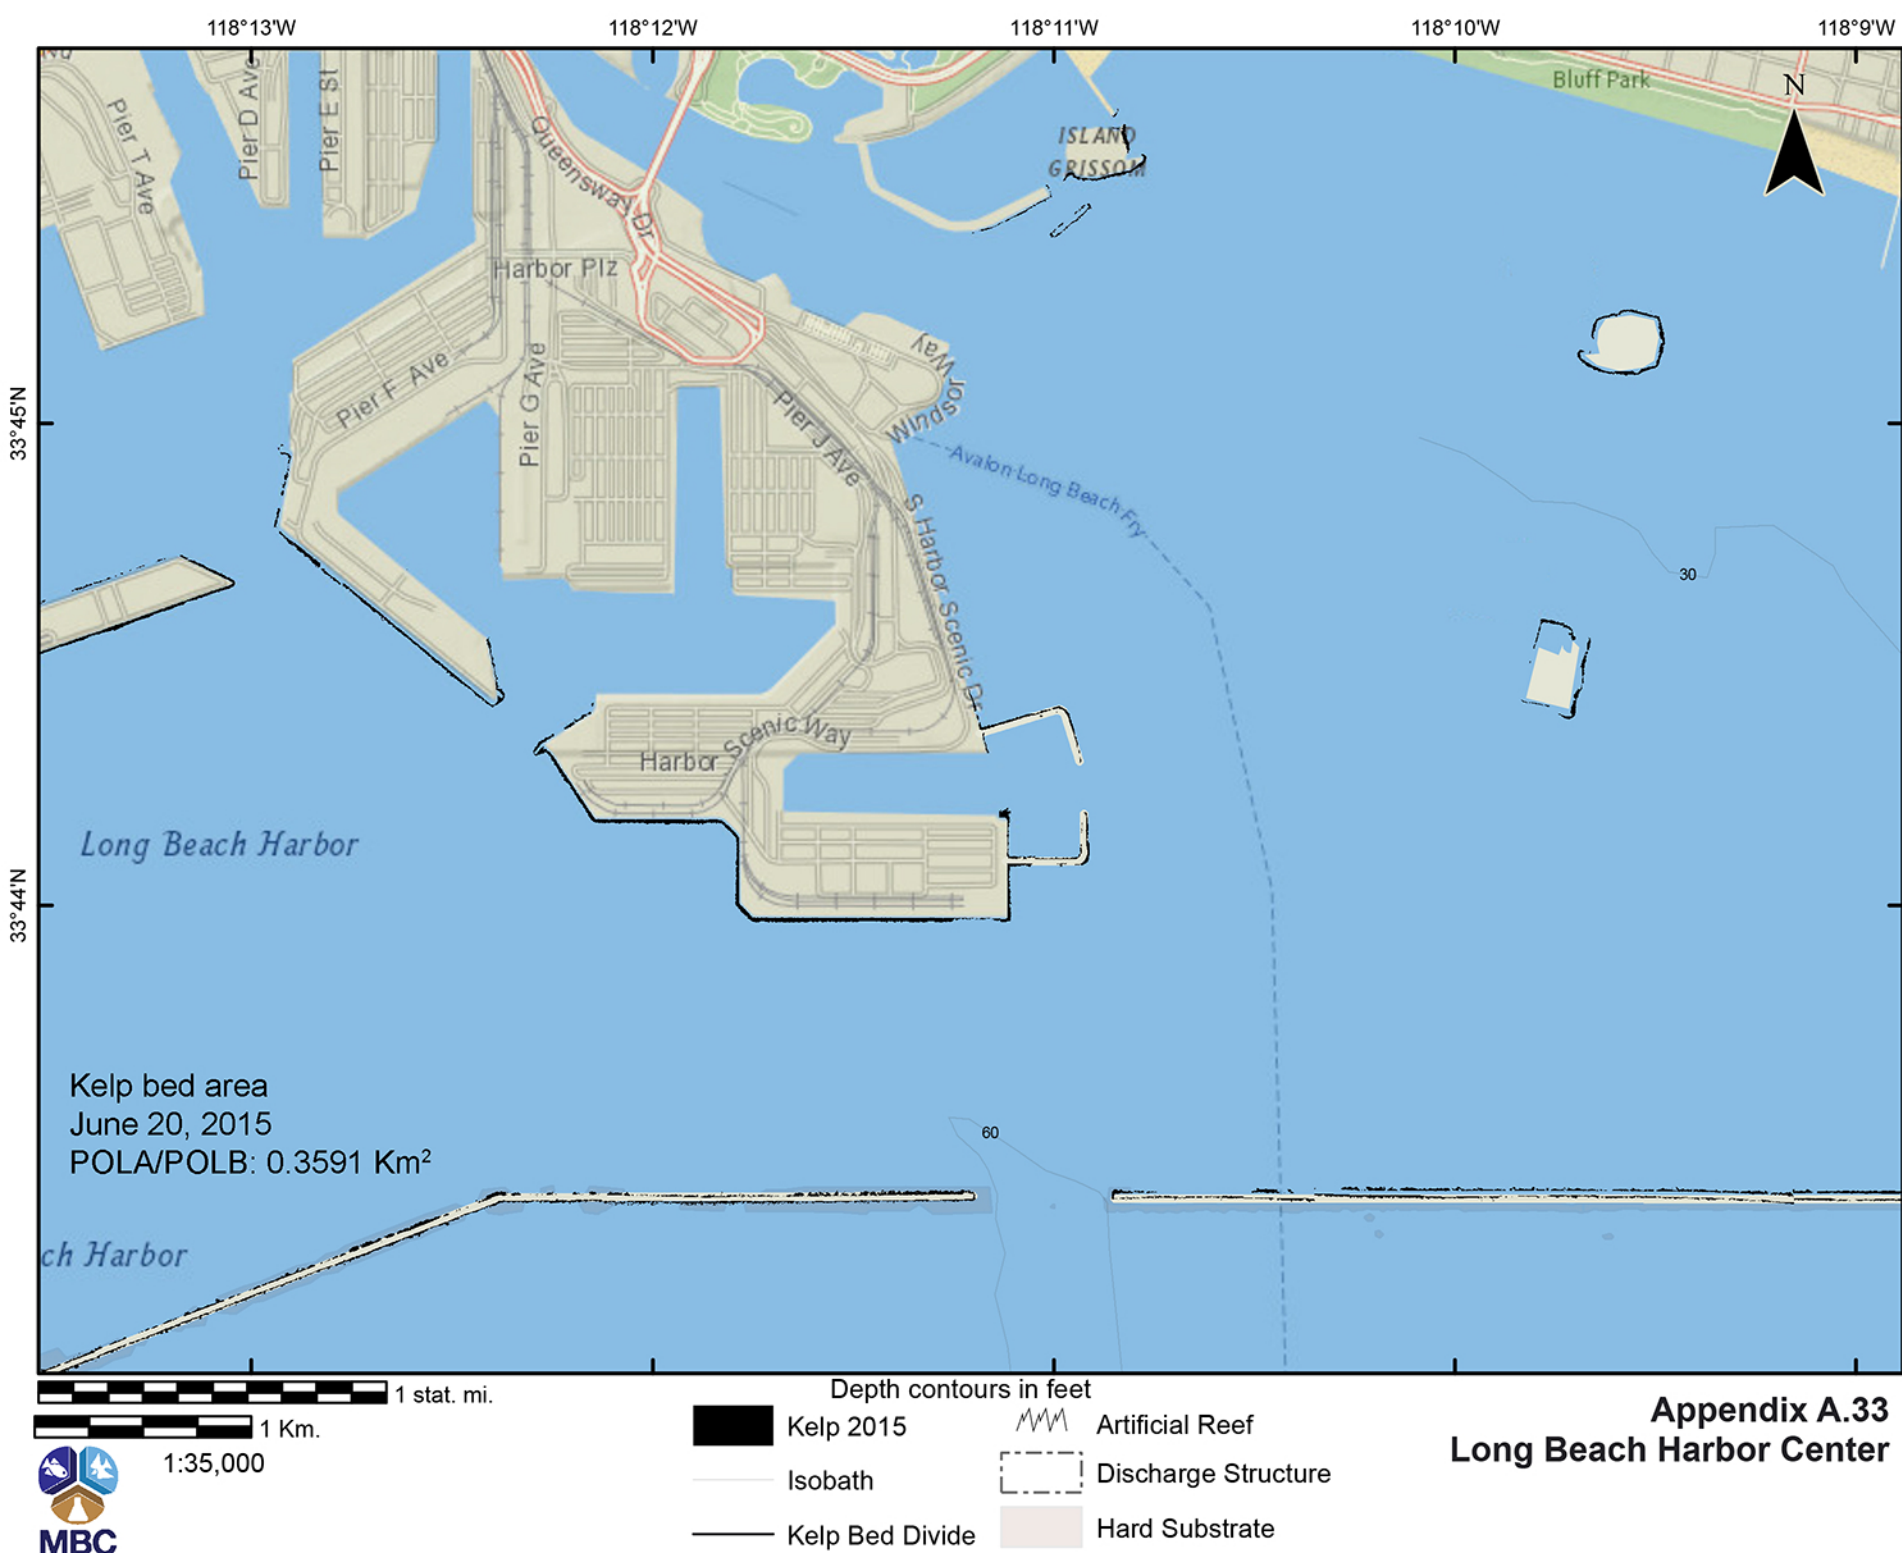 118°13'W 118°12'W 118°11'W 118°10'W 118°9'W
Bluff Park
N
Pier T Ave
Pier D Ave
Pier E St
Queensway Dr
ISLAND
GRISSOM
Harbor Plz
Pier F Ave
Pier G Ave
Pier J Ave
Windsor Way
33°45'N
Avalon-Long Beach Fry
S Harbor Scenic Dr
30
Harbor Scenic Way
Long Beach Harbor
33°44'N
Kelp bed area
June 20, 2015
POLA/POLB: 0.3591 Km²
60
ch Harbor
1 stat. mi.
1 Km.
1:35,000
MBC
Depth contours in feet
Kelp 2015
Isobath
Kelp Bed Divide
Artificial Reef
Discharge Structure
Hard Substrate
Appendix A.33
Long Beach Harbor Center